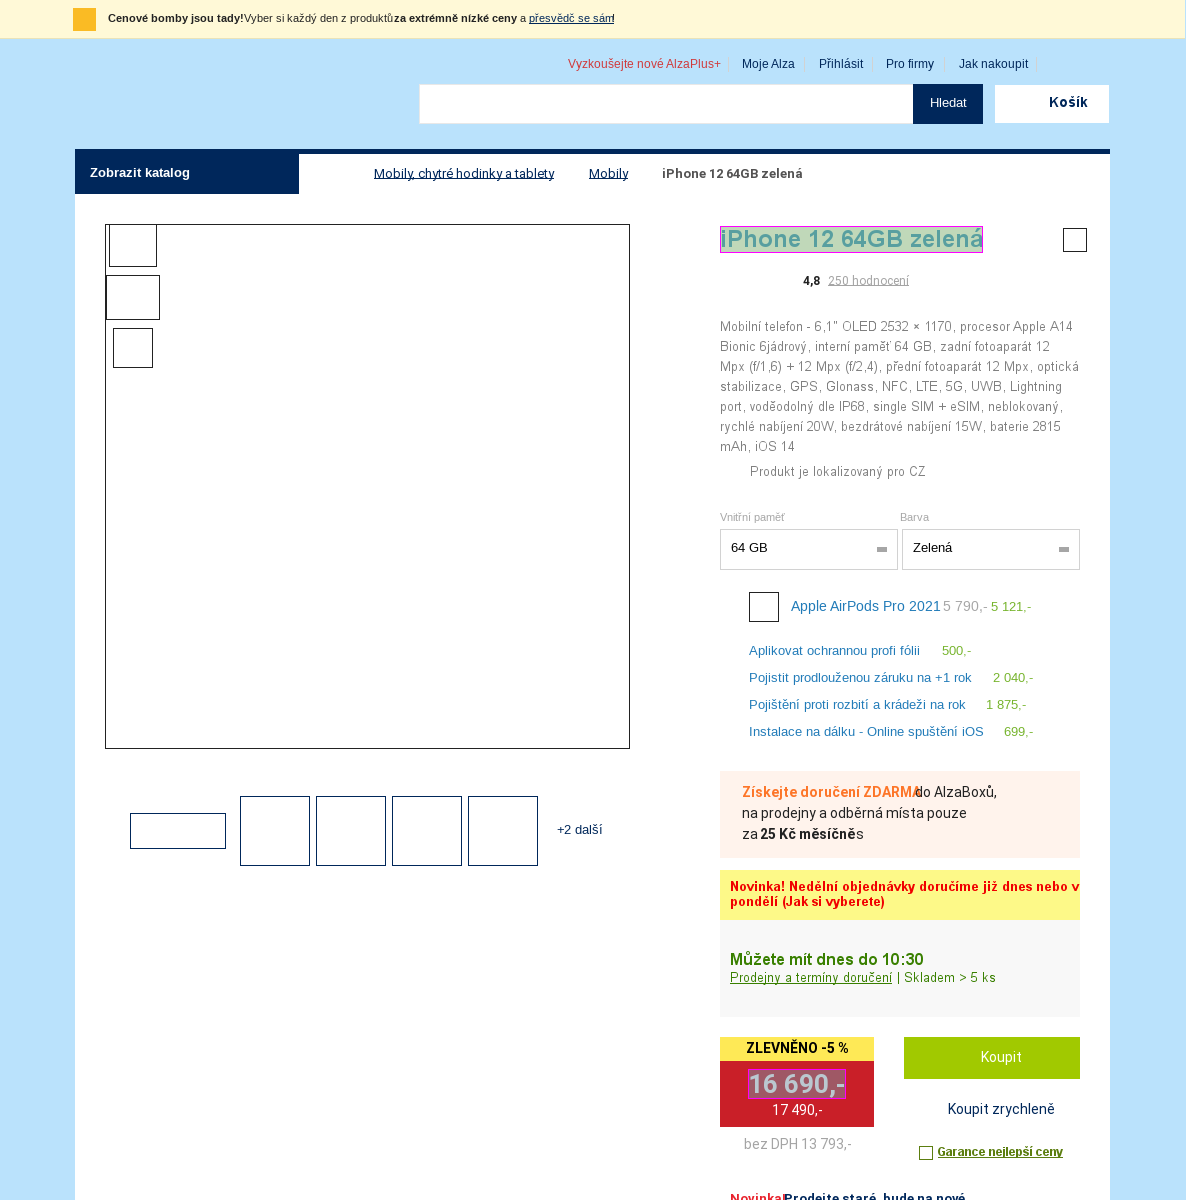 Cenové bomby jsou tady! Vyber si každý den z produktů za extrémně nízké ceny a přesvědč se sám!
Vyzkoušejte nové AlzaPlus+ Moje Alza Přihlásit Pro firmy Jak nakoupit
Hledat Košík
Zobrazit katalog Mobily, chytré hodinky a tablety Mobily iPhone 12 64GB zelená
iPhone 12 64GB zelená
4,8 250 hodnocení
Mobilní telefon - 6,1" OLED 2532 × 1170, procesor Apple A14
Bionic 6jádrový, interní paměť 64 GB, zadní fotoaparát 12
Mpx (f/1,6) + 12 Mpx (f/2,4), přední fotoaparát 12 Mpx, optická
stabilizace, GPS, Glonass, NFC, LTE, 5G, UWB, Lightning
port, voděodolný dle IP68, single SIM + eSIM, neblokovaný,
rychlé nabíjení 20W, bezdrátové nabíjení 15W, baterie 2815
mAh, iOS 14
Produkt je lokalizovaný pro CZ
Vnitřní paměť Barva
64 GB Zelená
Apple AirPods Pro 2021 5 790,- 5 121,-
Aplikovat ochrannou profi fólii 500,-
Pojistit prodlouženou záruku na +1 rok 2 040,-
Pojištění proti rozbití a krádeži na rok 1 875,-
Instalace na dálku - Online spuštění iOS 699,-
Získejte doručení ZDARMA do AlzaBoxů,
na prodejny a odběrná místa pouze
za 25 Kč měsíčně s
+2 další
Novinka! Nedělní objednávky doručíme již dnes nebo v
pondělí (Jak si vyberete)
Můžete mít dnes do 10:30
Prodejny a termíny doručení | Skladem > 5 ks
ZLEVNĚNO -5 %
16 690,-
17 490,-
bez DPH 13 793,-
Koupit
Koupit zrychleně
Garance nejlepší ceny
Novinka! Prodejte staré, bude na nové